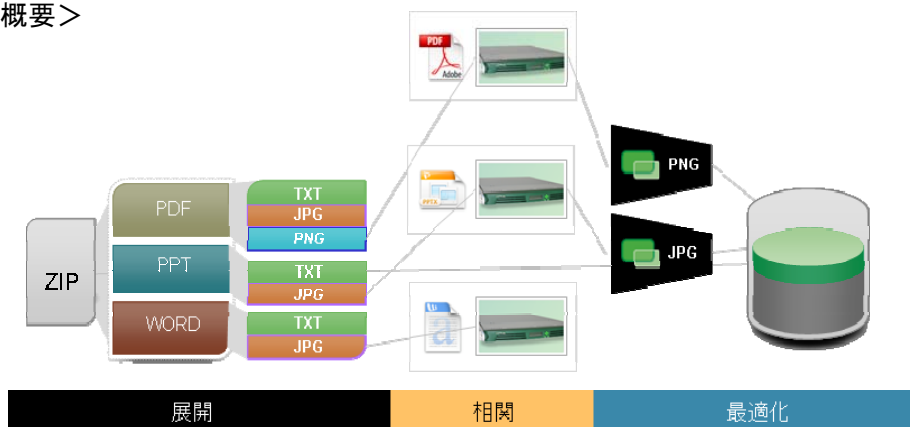 概要＞
PDF
Adobe
PPTX
PNG
JPG
ZIP
PDF
PPT
WORD
TXT
JPG
PNG
TXT
JPG
TXT
JPG
展開
相関
最適化